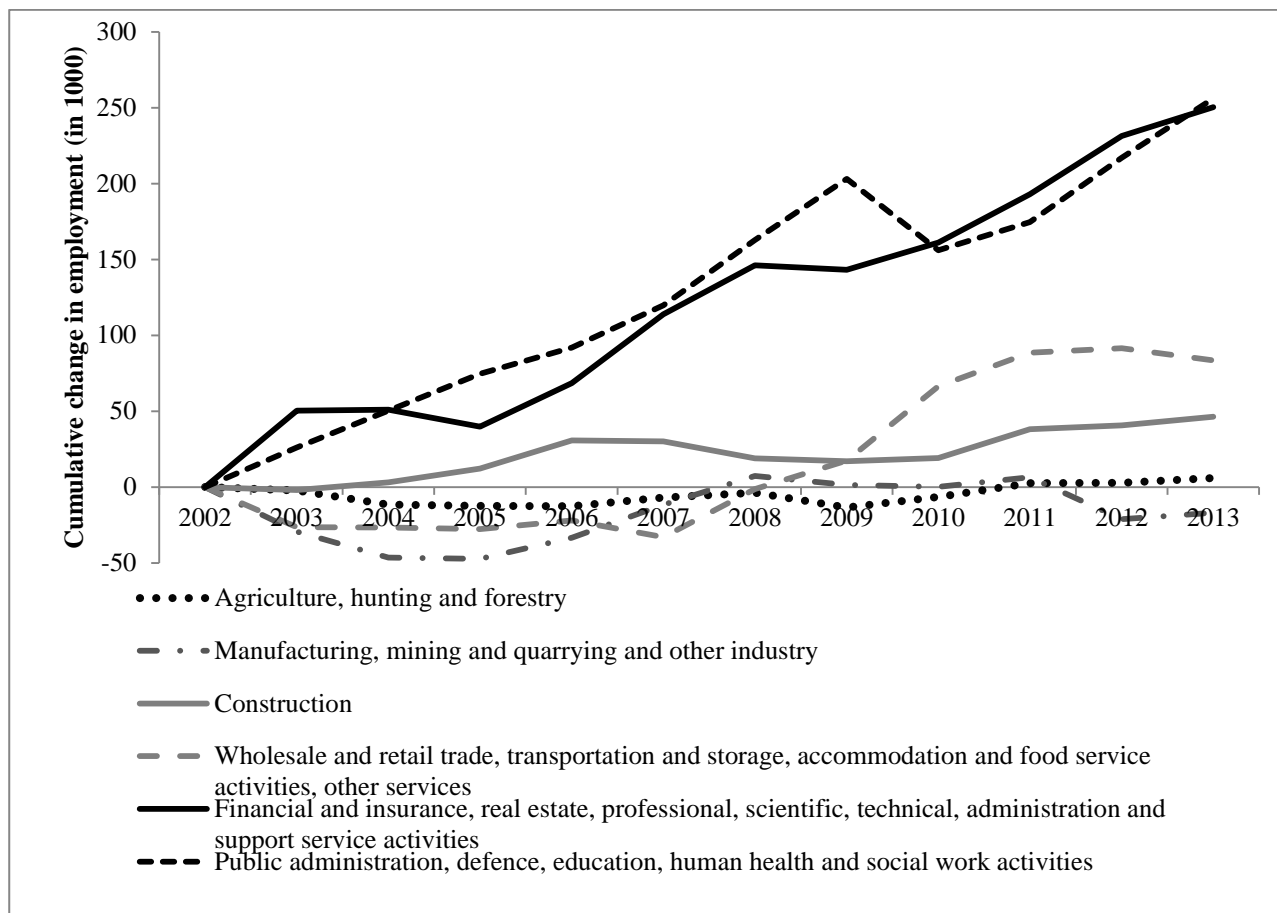 Cumulative change in employment (in 1000)
300
250
200
150
100
50
0
-50
2002 2003 2004 2005 2006 2007 2008 2009 2010 2011 2012 2013
Agriculture, hunting and forestry
Manufacturing, mining and quarrying and other industry
Construction
Wholesale and retail trade, transportation and storage, accommodation and food service
activities, other services
Financial and insurance, real estate, professional, scientific, technical, administration and
support service activities
Public administration, defence, education, human health and social work activities